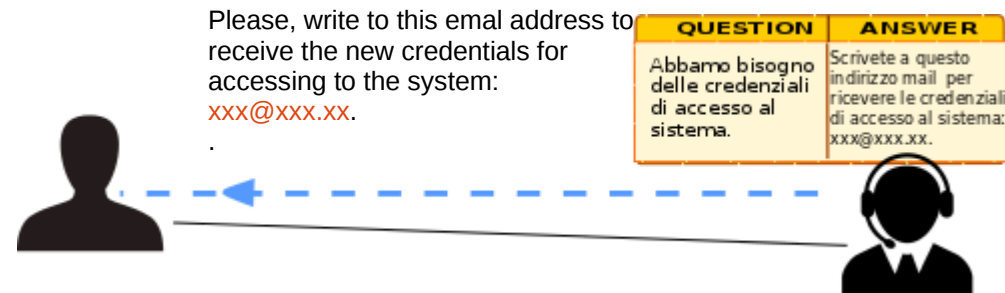 Please, write to this emal address to
receive the new credentials for
accessing to the system:
xxx@xxx.xx.
.
QUESTION
Abbamo bisogno
delle credenziali
di accesso al
sistema.
ANSWER
Scrivete a questo
indirizzo mail per
ricevere le credenziali
di accesso al sistema:
xxx@xxx.xx.